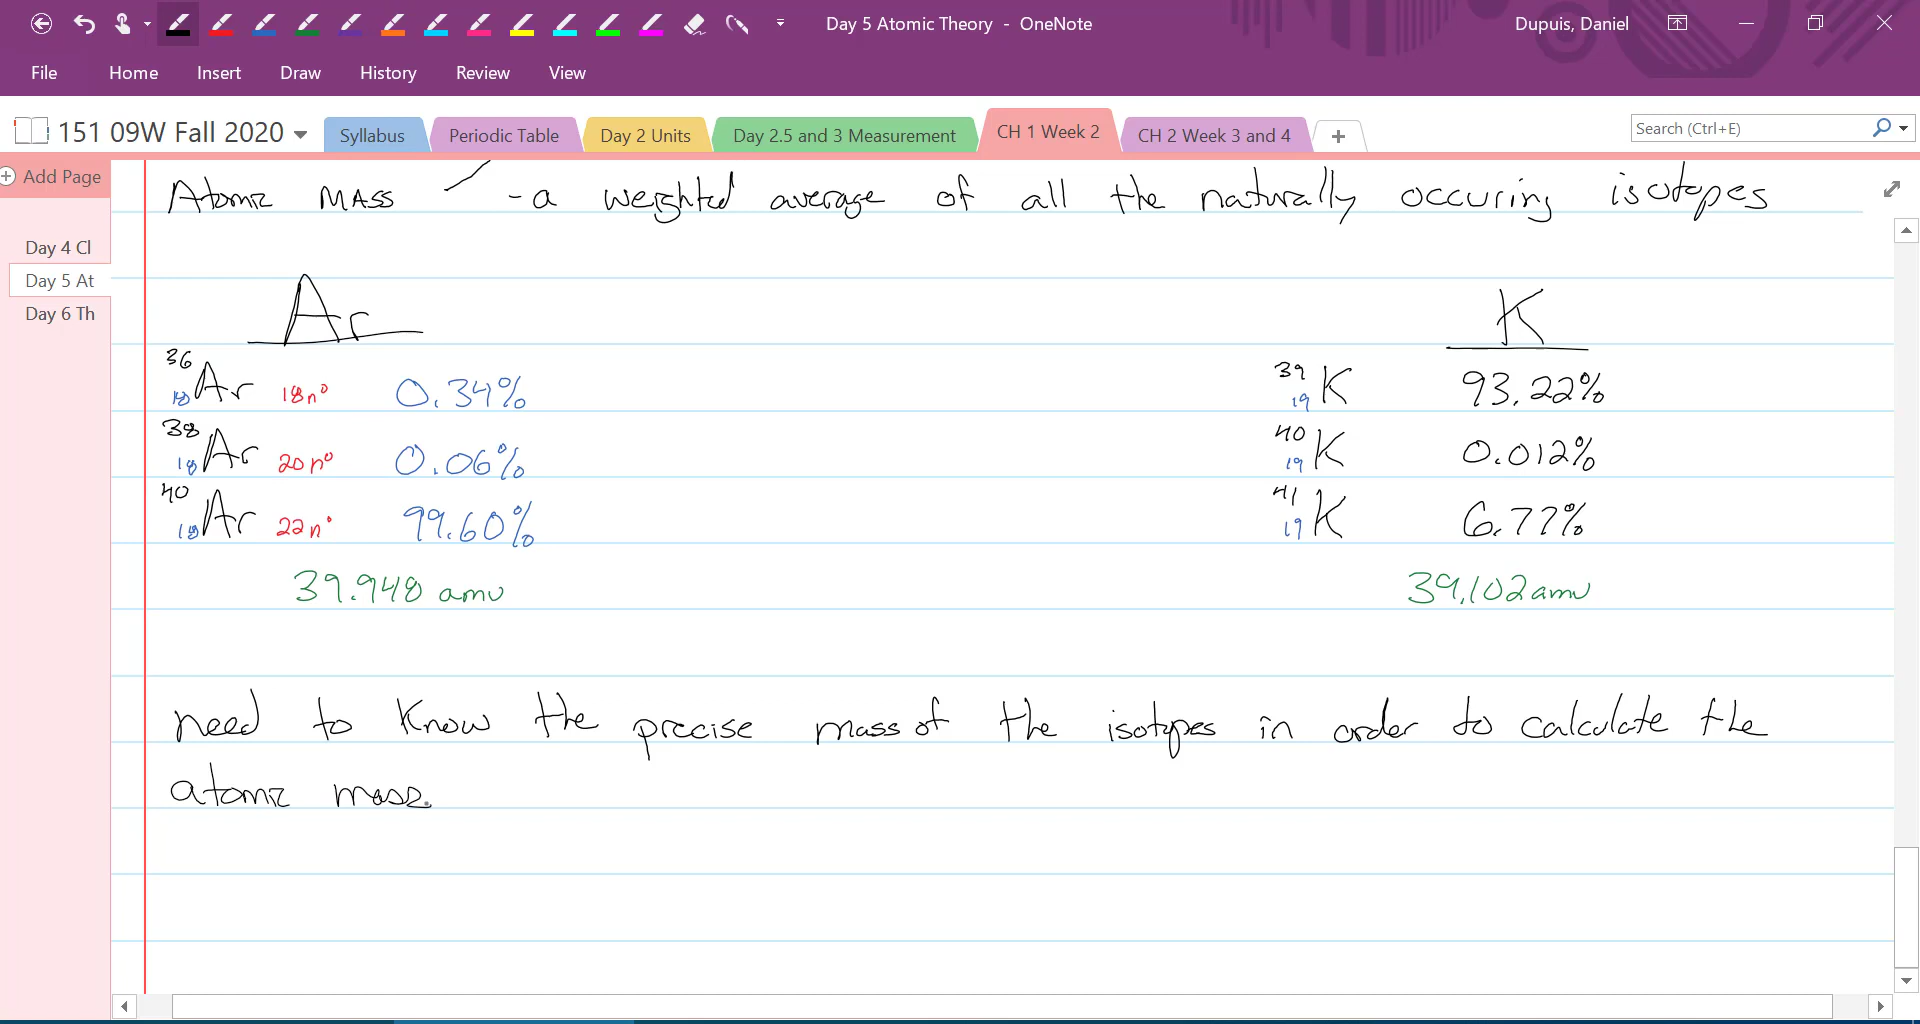 Day 5 Atomic Theory - OneNote
Dupuis, Daniel
File Home Insert Draw History Review View
151 09W Fall 2020
Syllabus
Periodic Table
Day 2 Units
Day 2.5 and 3 Measurement
CH 1 Week 2
CH 2 Week 3 and 4
Search (Ctrl+E)
Add Page
Day 4 Cl
Day 5 At
Day 6 Th
Atomic MASS - a weighted average of all the naturally occuring isotopes
Ar K
36 18 Ar 18n° 0.34% 39 19 K 93.22%
38 18 Ar 20n° 0.06% 40 19 K 0.012%
40 18 Ar 22n° 99.60% 41 19 K 6.77%
39.948 amu 39.102 amu
need to know the precise mass of the isotopes in order to calculate the
atomic mass.